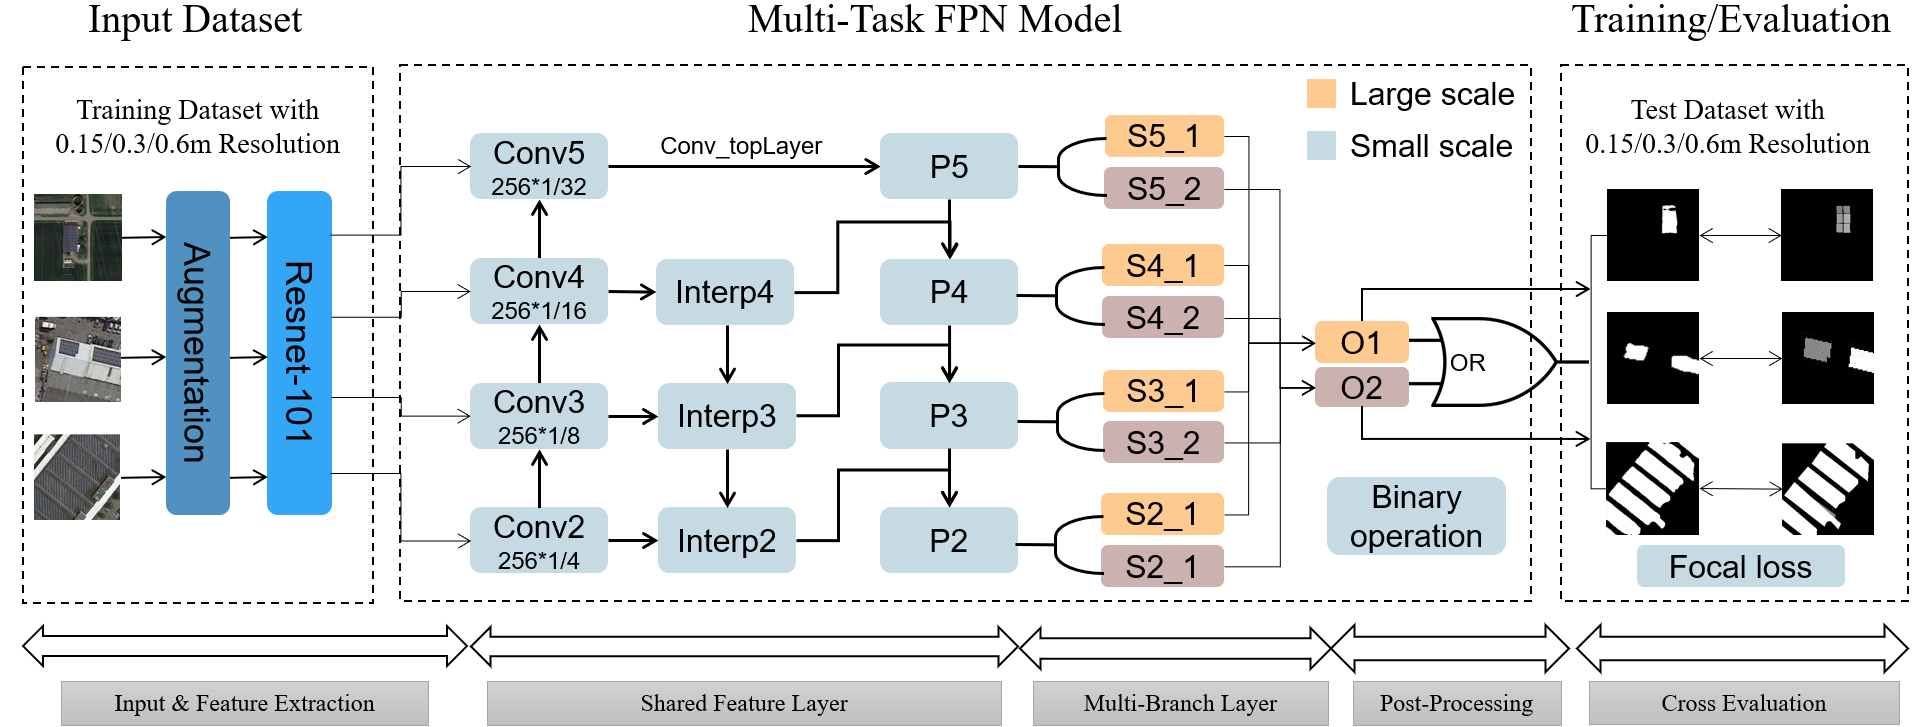 Input Dataset
Multi-Task FPN Model
Training/Evaluation
Training Dataset with
0.15/0.3/0.6m Resolution
Augmentation
Resnet-101
Conv5
256*1/32
Conv_topLayer
P5
Conv4
256*1/16
Interp4
P4
Conv3
256*1/8
Interp3
P3
Conv2
256*1/4
Interp2
P2
S5_1
S5_2
S4_1
S4_2
S3_1
S3_2
S2_1
S2_1
Large scale
Small scale
O1
O2
OR
Binary
operation
Test Dataset with
0.15/0.3/0.6m Resolution
Focal loss
Input & Feature Extraction
Shared Feature Layer
Multi-Branch Layer
Post-Processing
Cross Evaluation